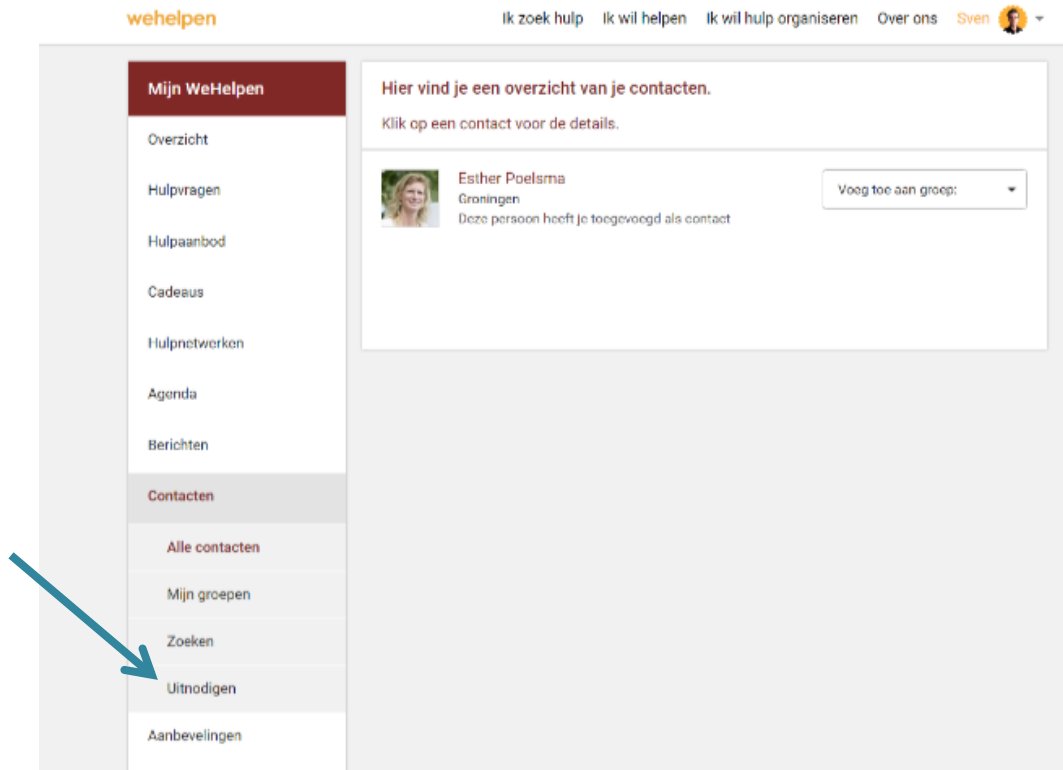 wehelpen
Ik zoek hulp Ik wil helpen Ik wil hulp organiseren Over ons Sven
Mijn WeHelpen
Overzicht
Hulpvragen
Hulpaanbod
Cadeaus
Hulpnetwerken
Agenda
Berichten
Contacten
Alle contacten
Mijn groepen
Zoeken
Uitnodigen
Aanbevelingen
Hier vind je een overzicht van je contacten.
Klik op een contact voor de details.
Esther Poelsma
Groningen
Deze persoon heeft je toegevoegd als contact
Voeg toe aan groep: